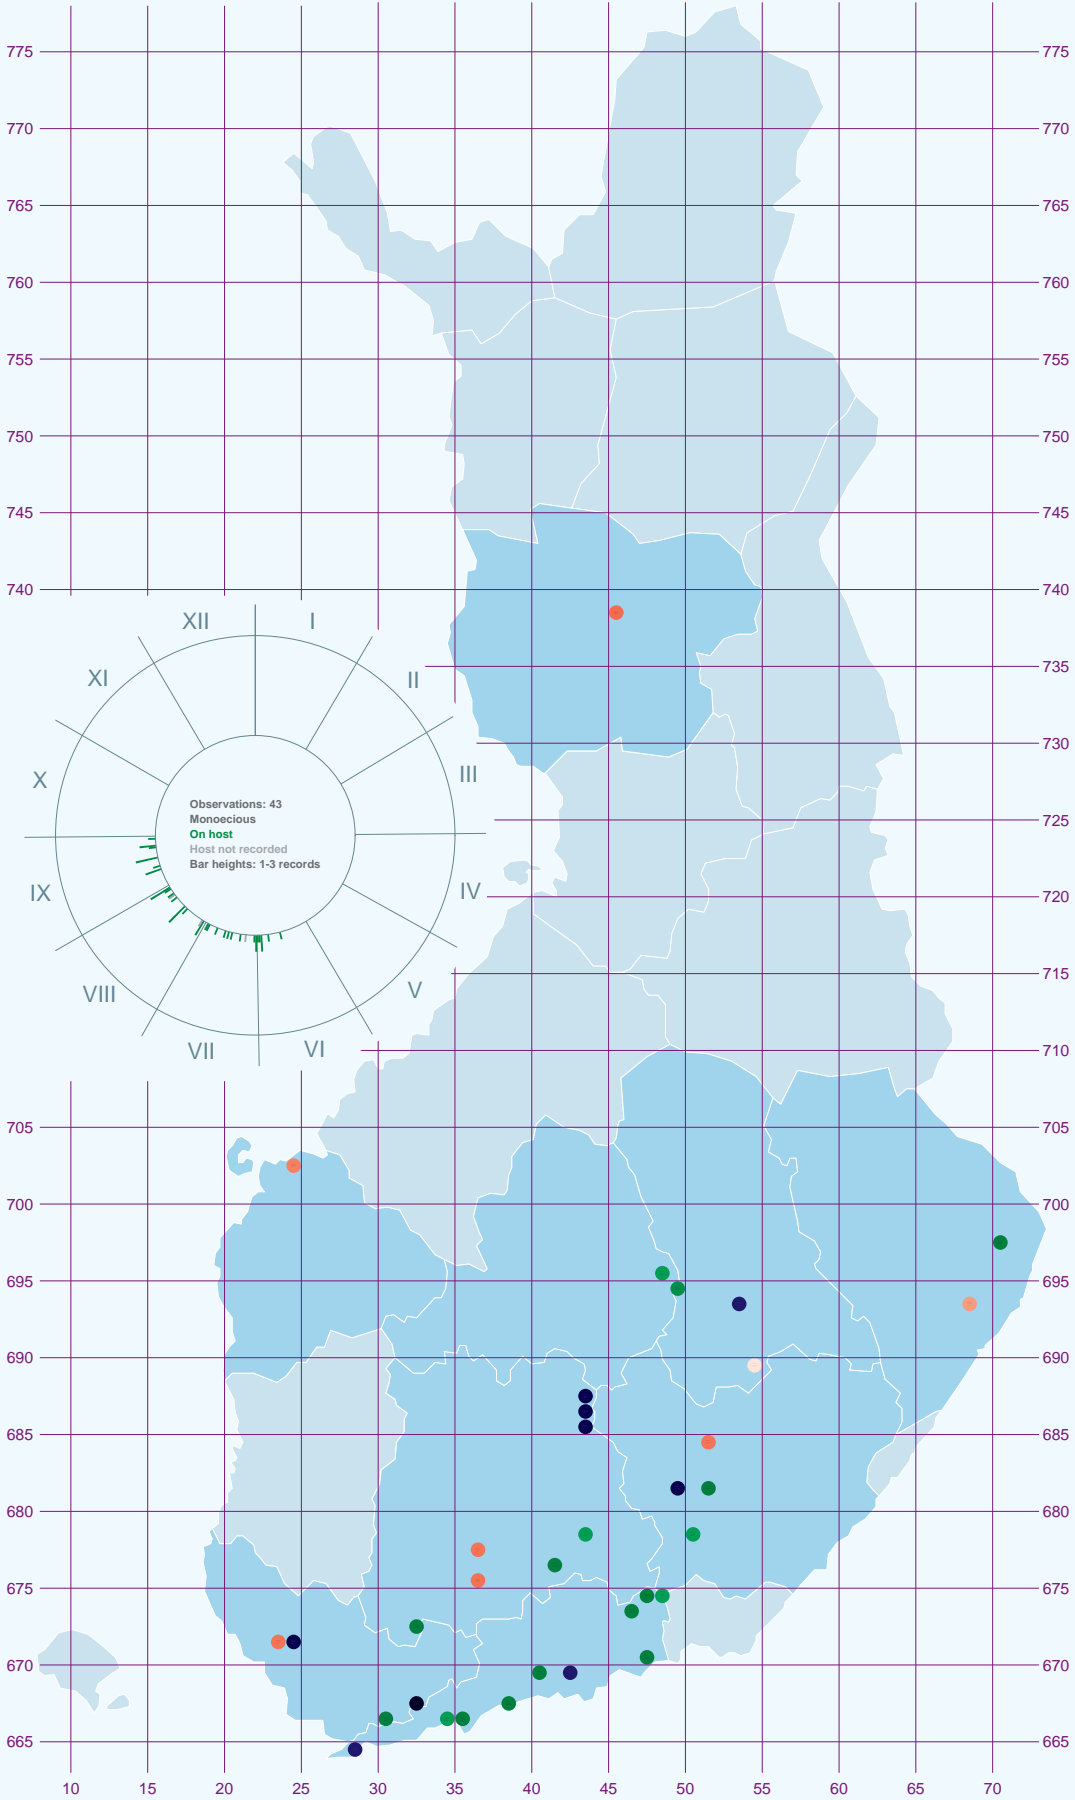 775 775
770 770
765 765
760 760
755 755
750 750
745 745
740 740
XII I
735 735
XI II
730 730
X III
725 725
Observations: 43
Monoecious
On host
Host not recorded
Bar heights: 1-3 records
IX IV
720 720
715 715
VIII V
VII VI
710 710
705 705
700 700
695 695
690 690
685 685
680 680
675 675
670 670
665 665
10 15 20 25 30 35 40 45 50 55 60 65 70